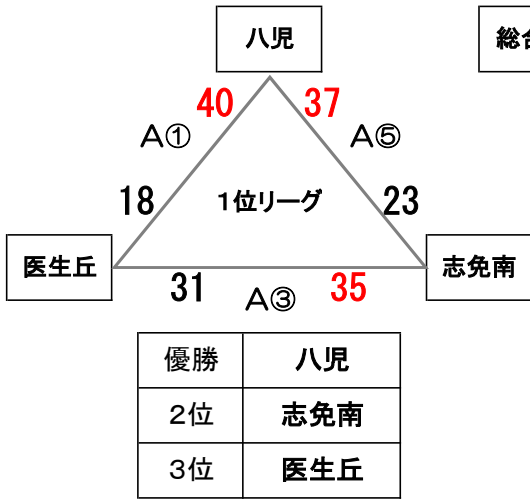 八児
総合
40 37
A① A⑤
18 1位リーグ 23
医生丘 志免南
31 35
A③
優勝 八児
2位 志免南
3位 医生丘